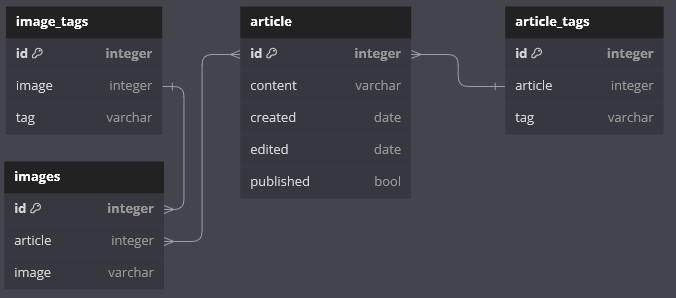 image_tags
id integer
image integer
tag varchar
images
id integer
article integer
image varchar
article
id integer
content varchar
created date
edited date
published bool
article_tags
id integer
article integer
tag varchar